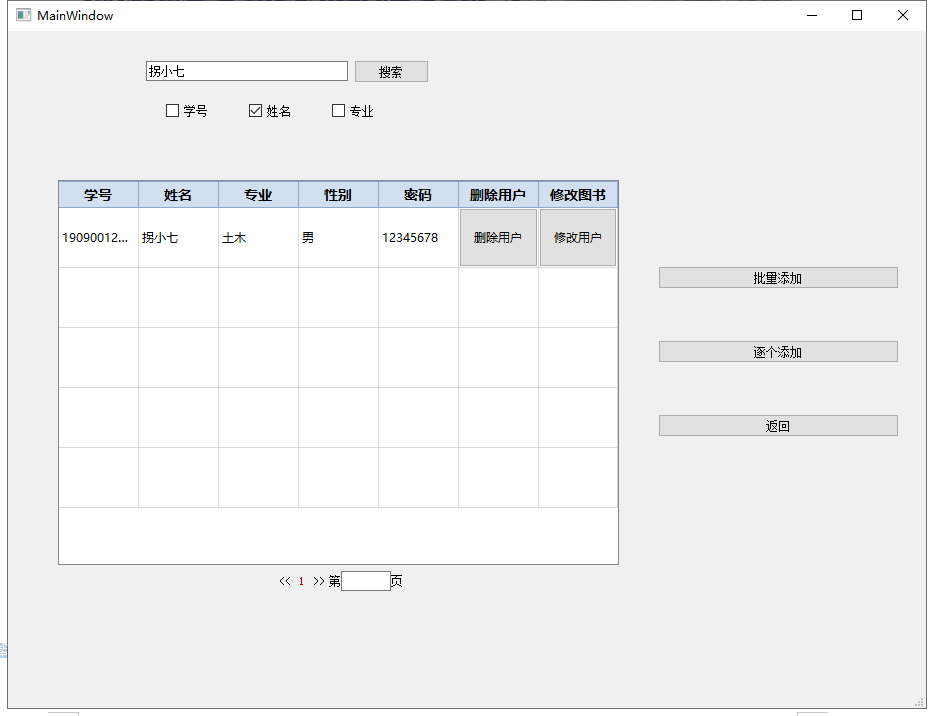 MainWindow
拐小七 搜索
学号 姓名 专业
学号 姓名 专业 性别 密码 删除用户 修改图书
19090012... 拐小七 土木 男 12345678 删除用户 修改用户
批量添加
逐个添加
返回
<< 1 >> 第 页